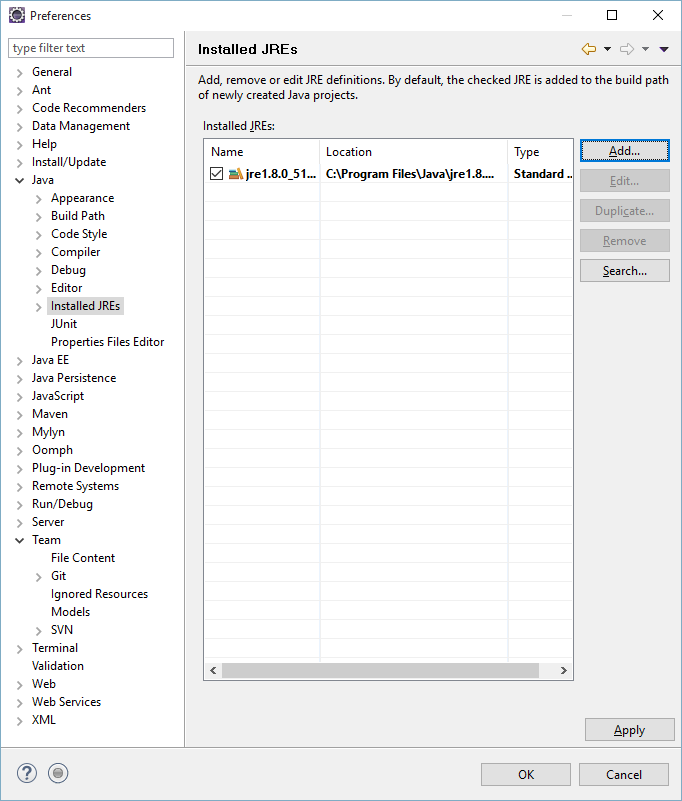 Preferences
type filter text
General
Ant
Code Recommenders
Data Management
Help
Install/Update
Java
Appearance
Build Path
Code Style
Compiler
Debug
Editor
Installed JREs
JUnit
Properties Files Editor
Java EE
Java Persistence
JavaScript
Maven
Mylyn
Oomph
Plug-in Development
Remote Systems
Run/Debug
Server
Team
File Content
Git
Ignored Resources
Models
SVN
Terminal
Validation
Web
Web Services
XML
Installed JREs
Add, remove or edit JRE definitions. By default, the checked JRE is added to the build path
of newly created Java projects.
Installed JREs:
Name Location Type
jre1.8.0_51... C:\Program Files\Java\jre1.8.... Standard ..
Add...
Edit...
Duplicate...
Remove
Search...
Apply
? OK Cancel